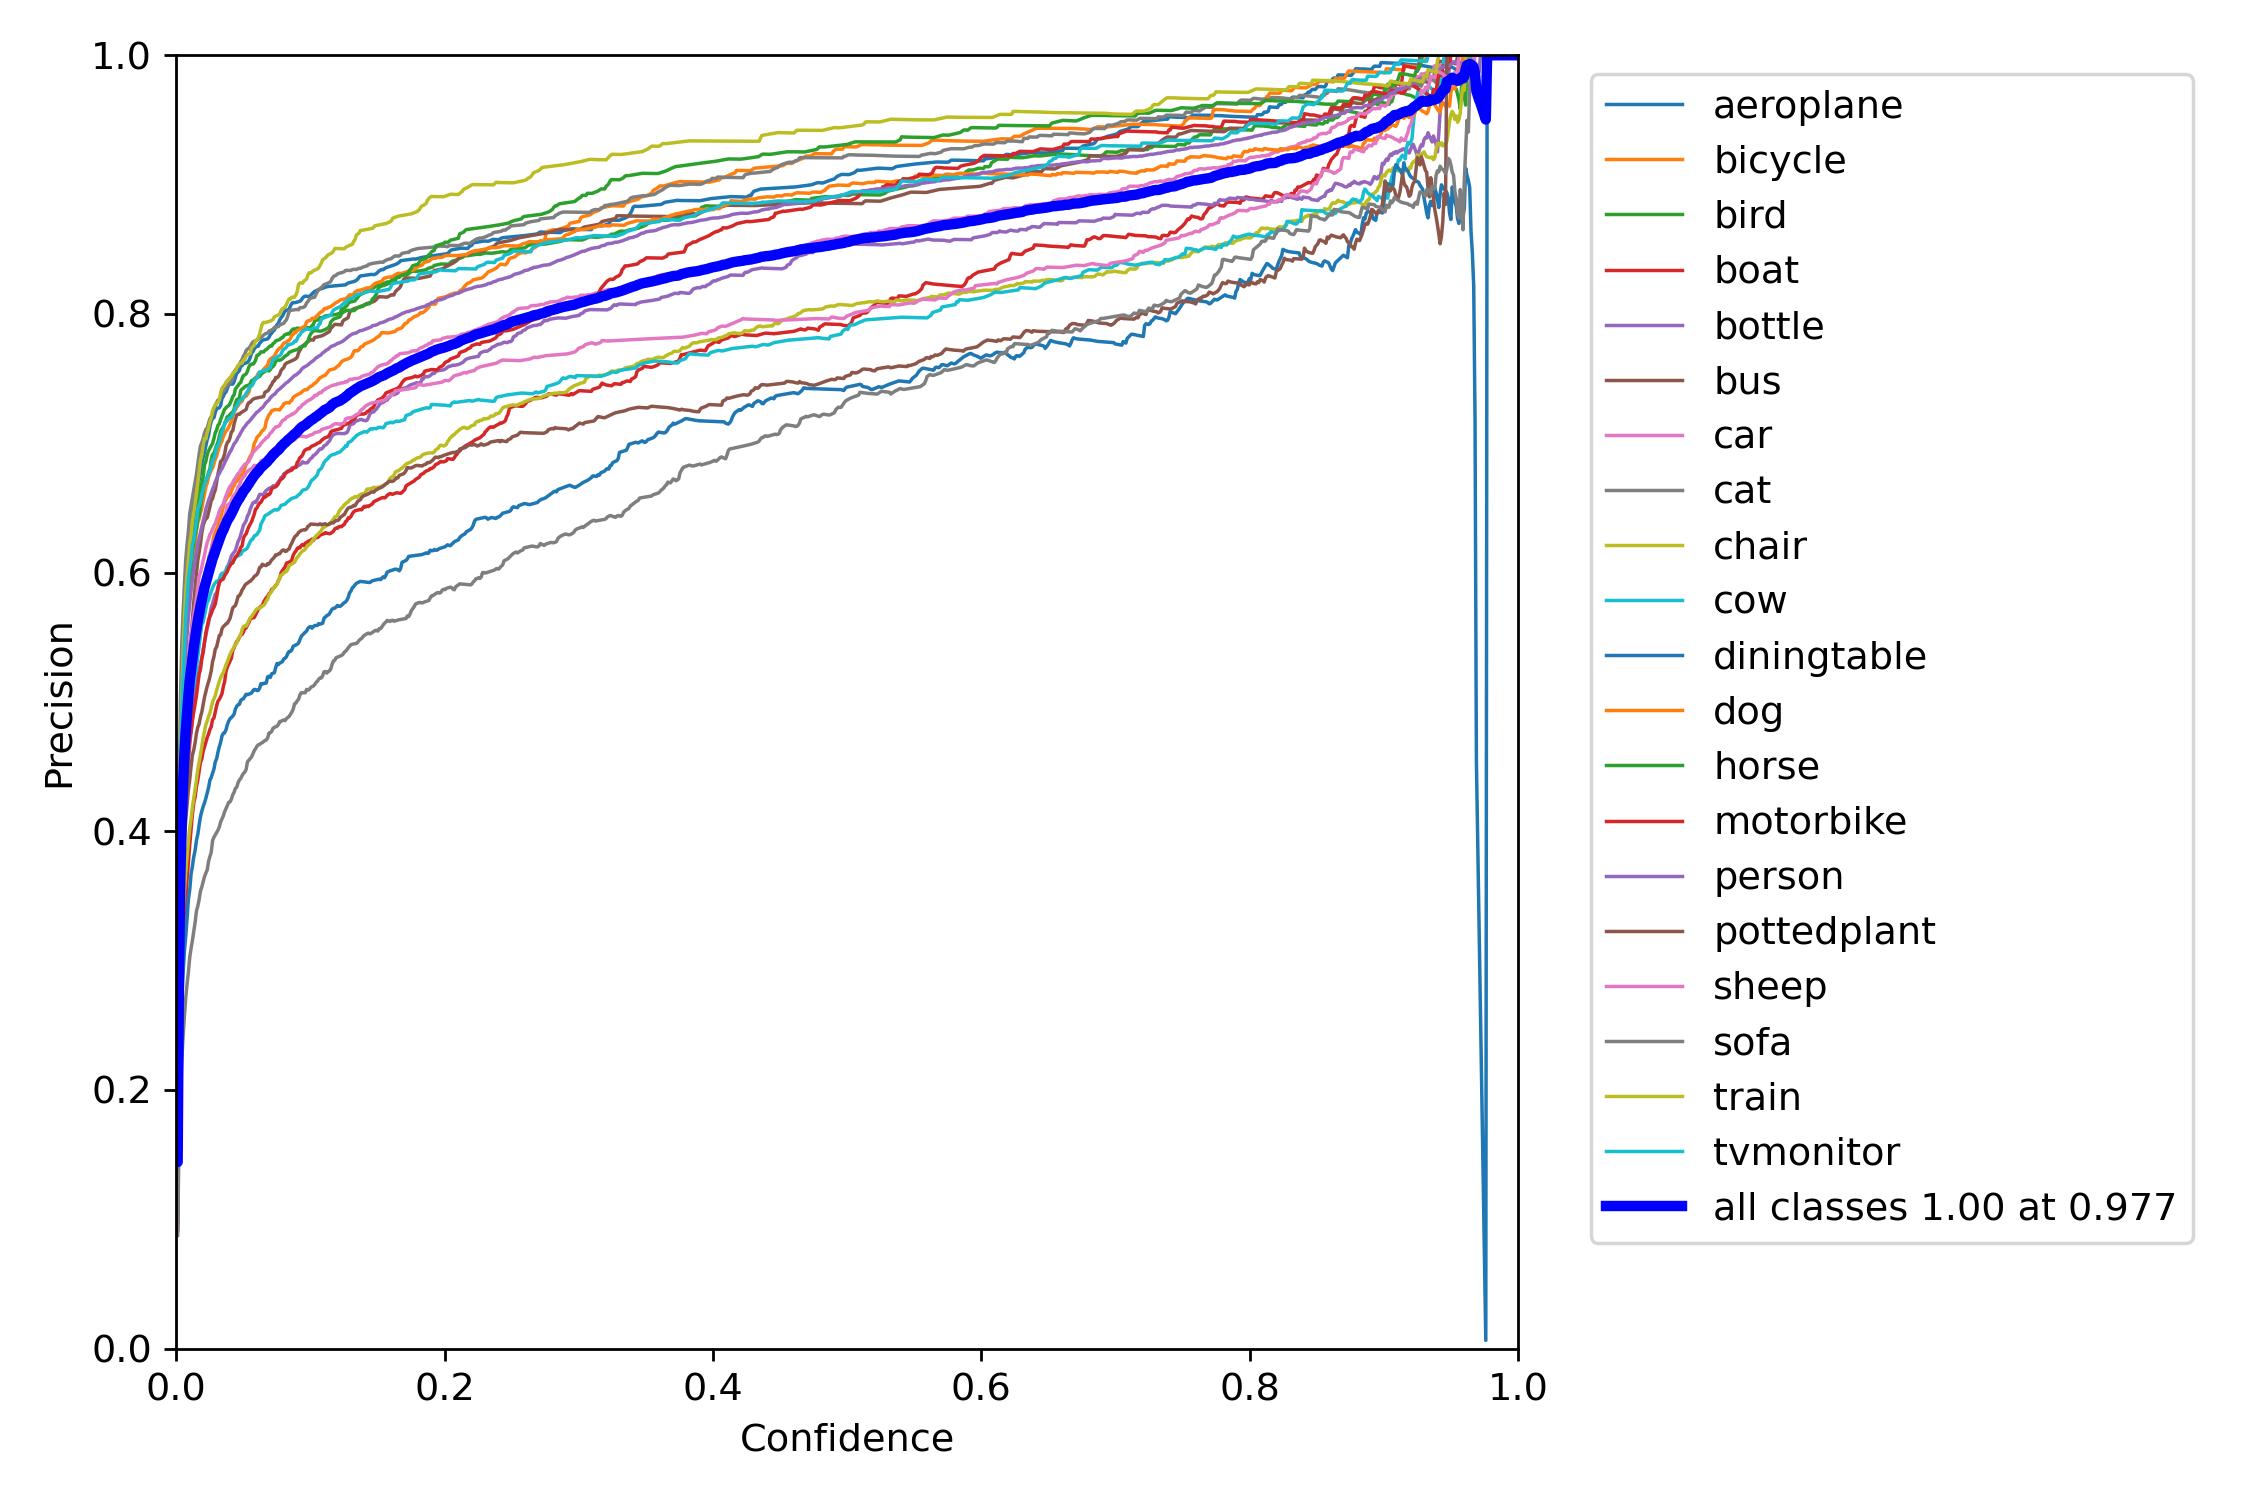 1.0
0.8
0.6
0.4
0.2
0.0
Precision
0.0 0.2 0.4 0.6 0.8 1.0
Confidence
aeroplane
bicycle
bird
boat
bottle
bus
car
cat
chair
cow
diningtable
dog
horse
motorbike
person
pottedplant
sheep
sofa
train
tvmonitor
all classes 1.00 at 0.977